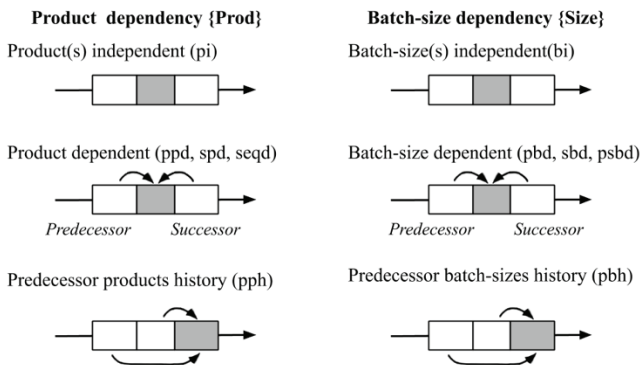 Product dependency {Prod}
Product(s) independent (pi)
Product dependent (ppd, spd, seqd)
Predecessor Successor
Predecessor products history (pph)
Batch-size dependency {Size}
Batch-size(s) independent(bi)
Batch-size dependent (pbd, sbd, psbd)
Predecessor Successor
Predecessor batch-sizes history (pbh)